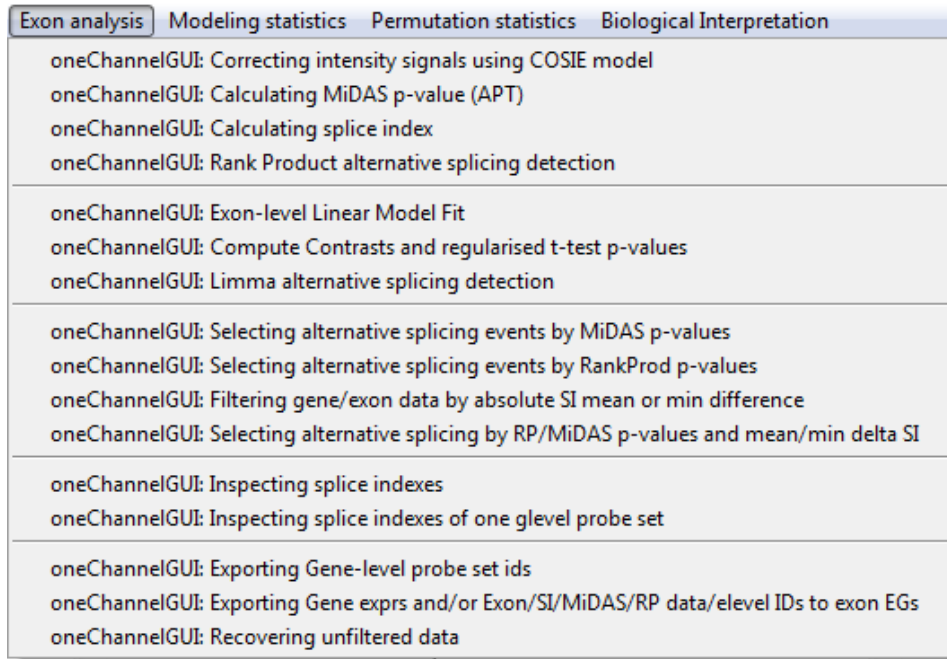 Exon analysis Modeling statistics Permutation statistics Biological Interpretation
oneChannelGUI: Correcting intensity signals using COSIE model
oneChannelGUI: Calculating MiDAS p-value (APT)
oneChannelGUI: Calculating splice index
oneChannelGUI: Rank Product alternative splicing detection
oneChannelGUI: Exon-level Linear Model Fit
oneChannelGUI: Compute Contrasts and regularised t-test p-values
oneChannelGUI: Limma alternative splicing detection
oneChannelGUI: Selecting alternative splicing events by MiDAS p-values
oneChannelGUI: Selecting alternative splicing events by RankProd p-values
oneChannelGUI: Filtering gene/exon data by absolute SI mean or min difference
oneChannelGUI: Selecting alternative splicing by RP/MiDAS p-values and mean/min delta SI
oneChannelGUI: Inspecting splice indexes
oneChannelGUI: Inspecting splice indexes of one glevel probe set
oneChannelGUI: Exporting Gene-level probe set ids
oneChannelGUI: Exporting Gene exprs and/or Exon/SI/MiDAS/RP data/elevel IDs to exon EGs
oneChannelGUI: Recovering unfiltered data